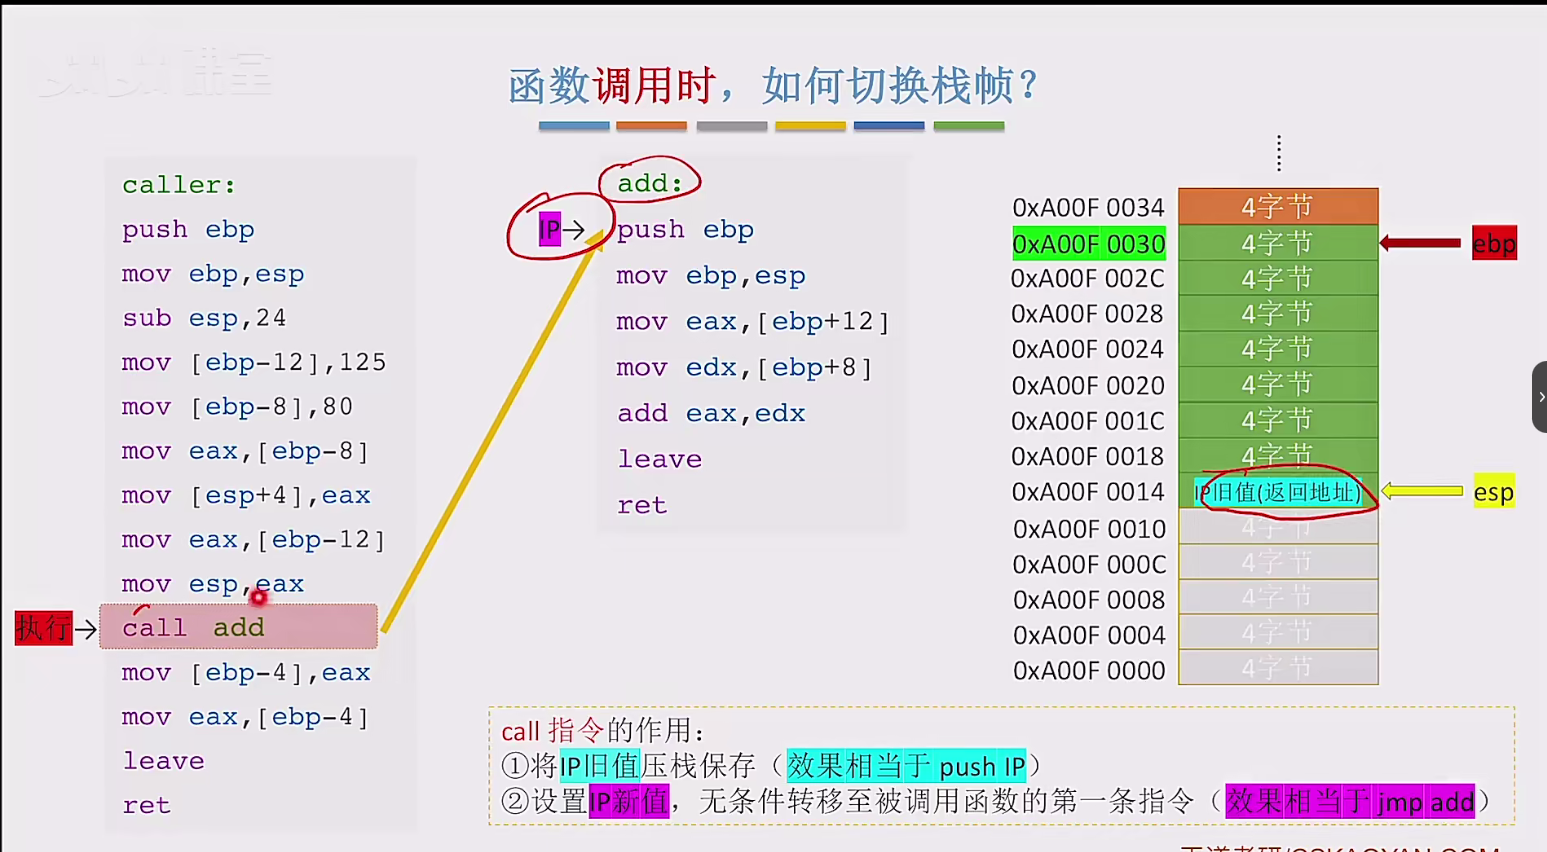 函数调用时，如何切换栈帧？
caller:
push ebp
mov ebp,esp
sub esp,24
mov [ebp-12],125
mov [ebp-8],80
mov eax,[ebp-8]
mov [esp+4],eax
mov eax,[ebp-12]
mov esp,eax
执行→ call add
mov [ebp-4],eax
mov eax,[ebp-4]
leave
ret
add:
IP→ push ebp
mov ebp,esp
mov eax,[ebp+12]
mov edx,[ebp+8]
add eax,edx
leave
ret
0xA00F 0034 4字节
0xA00F 0030 4字节 ebp
0xA00F 002C 4字节
0xA00F 0028 4字节
0xA00F 0024 4字节
0xA00F 0020 4字节
0xA00F 001C 4字节
0xA00F 0018 4字节
0xA00F 0014 IP旧值(返回地址) esp
0xA00F 0010 4字节
0xA00F 000C 4字节
0xA00F 0008 4字节
0xA00F 0004 4字节
0xA00F 0000 4字节
call 指令的作用：
①将IP旧值压栈保存（效果相当于 push IP）
②设置IP新值，无条件转移至被调用函数的第一条指令（效果相当于 jmp add）